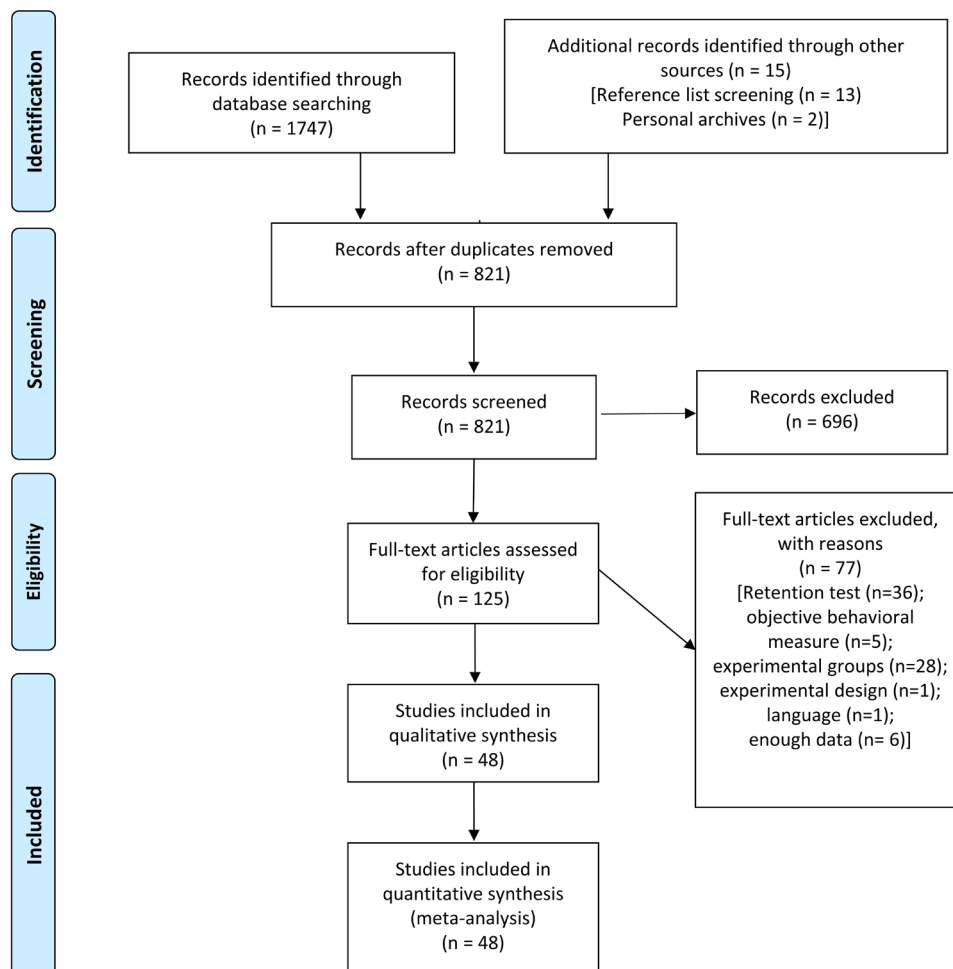 Identification
Records identified through
database searching
(n = 1747)
Additional records identified through other
sources (n = 15)
[Reference list screening (n = 13)
Personal archives (n = 2)]
Screening
Records after duplicates removed
(n = 821)
Records screened
(n = 821)
Records excluded
(n = 696)
Eligibility
Full-text articles assessed
for eligibility
(n = 125)
Full-text articles excluded,
with reasons
(n = 77)
[Retention test (n=36);
objective behavioral
measure (n=5);
experimental groups (n=28);
experimental design (n=1);
language (n=1);
enough data (n= 6)]
Included
Studies included in
qualitative synthesis
(n = 48)
Studies included in
quantitative synthesis
(meta-analysis)
(n = 48)